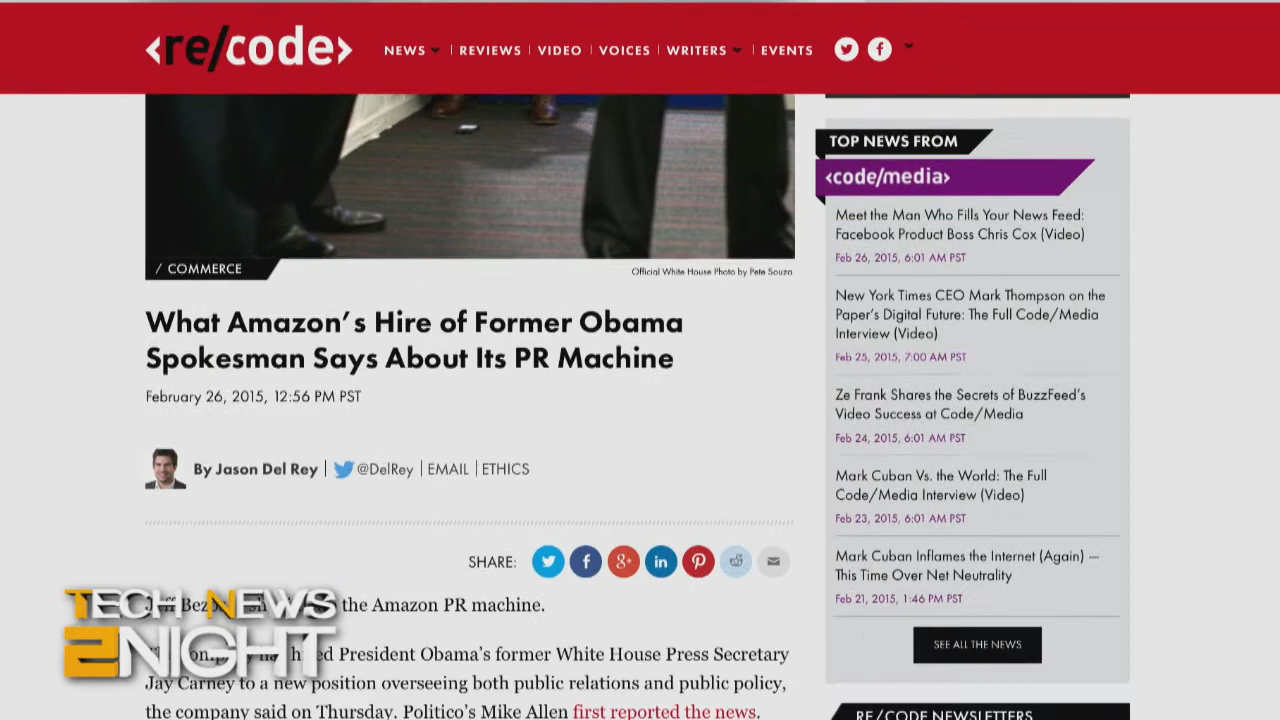 <re/code>
NEWS
REVIEWS
VIDEO
VOICES
WRITERS
EVENTS
/ COMMERCE
Official White House Photo by Pete Souza
What Amazon's Hire of Former Obama
Spokesman Says About Its PR Machine
February 26, 2015, 12:56 PM PST
By Jason Del Rey | @DelRey | EMAIL | ETHICS
SHARE:
Jeff the Amazon PR machine.
President Obama's former White House Press Secretary
Jay Carney to a new position overseeing both public relations and public policy,
the company said on Thursday. Politico's Mike Allen first reported the news.
TECH NEWS
2NIGHT
TOP NEWS FROM
<code/media>
Meet the Man Who Fills Your News Feed:
Facebook Product Boss Chris Cox (Video)
Feb 26, 2015, 6:01 AM PST
New York Times CEO Mark Thompson on the
Paper's Digital Future: The Full Code/Media
Interview (Video)
Feb 25, 2015, 7:00 AM PST
Ze Frank Shares the Secrets of BuzzFeed's
Video Success at Code/Media
Feb 24, 2015, 6:01 AM PST
Mark Cuban Vs. the World: The Full
Code/Media Interview (Video)
Feb 23, 2015, 6:01 AM PST
Mark Cuban Inflames the Internet (Again) —
This Time Over Net Neutrality
Feb 21, 2015, 1:46 PM PST
SEE ALL THE NEWS
RE/CODE NEWSLETTERS